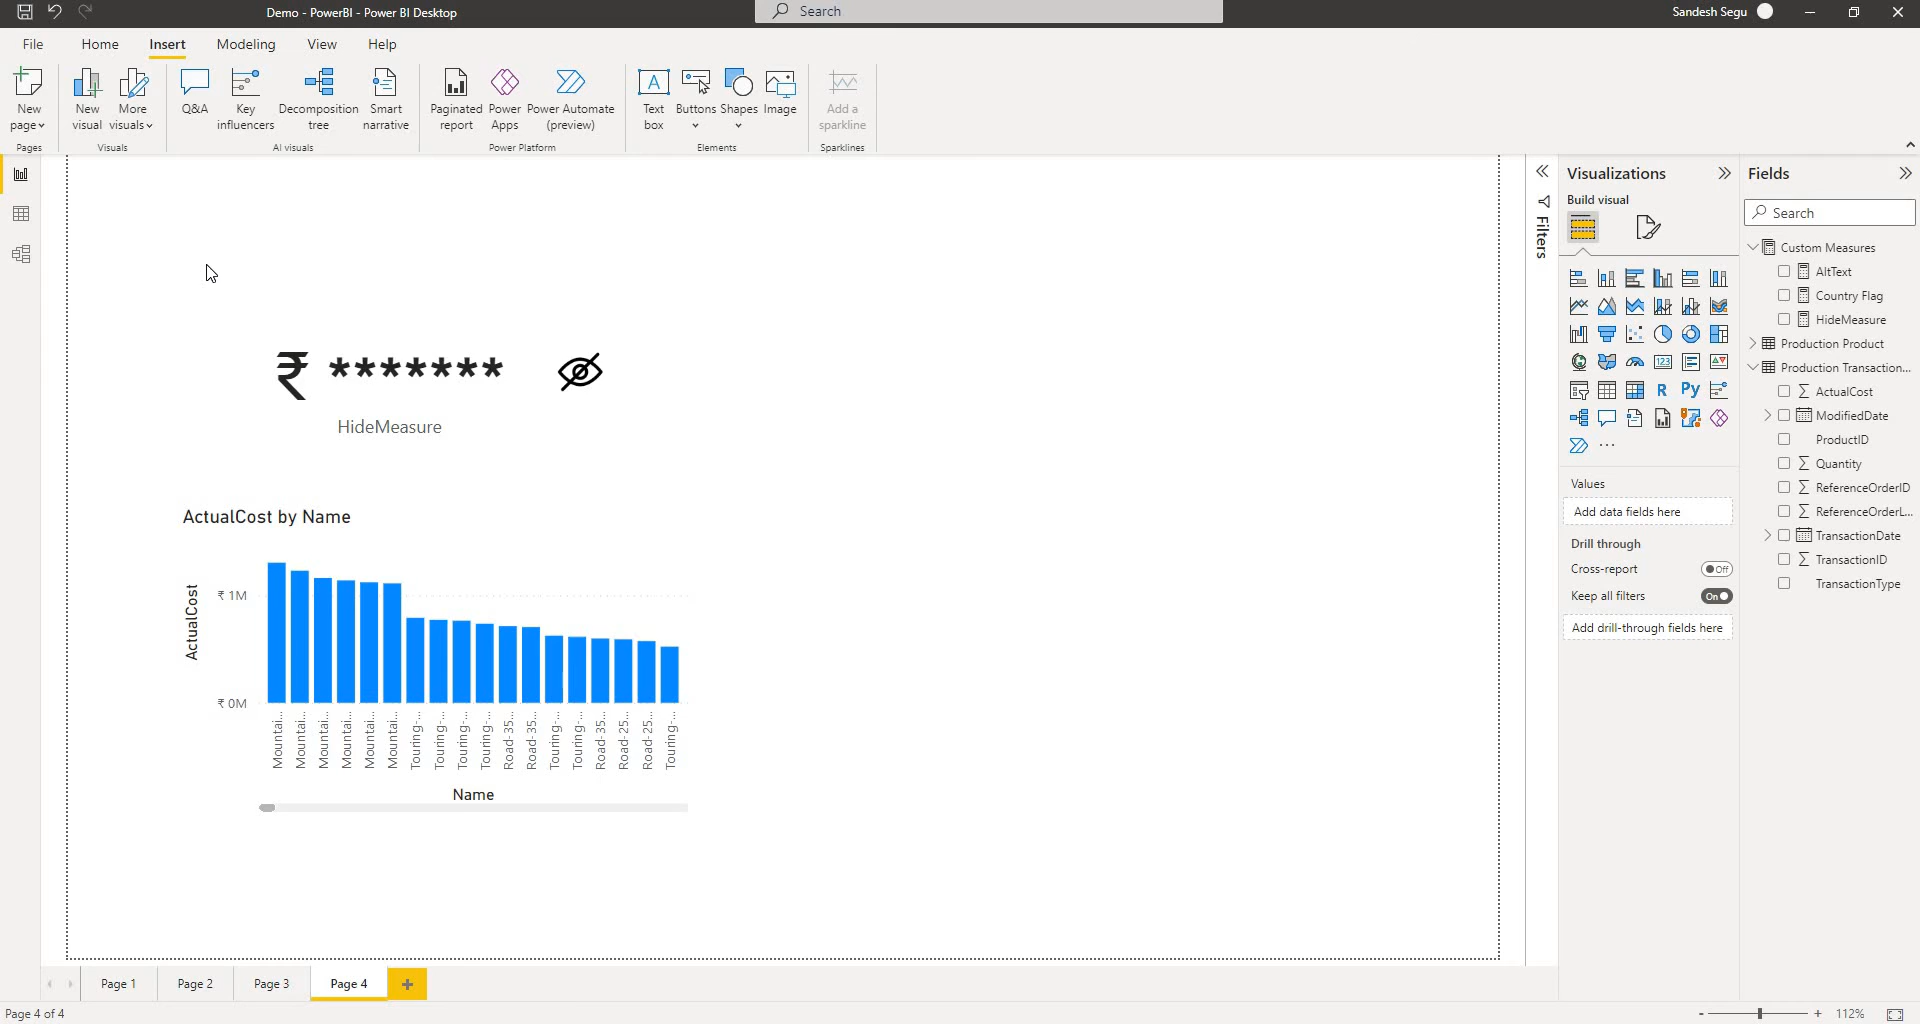 Demo - PowerBI - Power BI Desktop
Search
Sandesh Segu
File
Home
Insert
Modeling
View
Help
New
page
New
visual
More
visuals
Q&A
Key
influencers
Decomposition
tree
Smart
narrative
Paginated
report
Power
Apps
Power Automate
(preview)
Text
box
Buttons
Shapes
Image
Add a
sparkline
Pages
Visuals
AI visuals
Power Platform
Elements
Sparklines
₹ *******
HideMeasure
ActualCost by Name
ActualCost
₹ 1M
₹ 0M
Mountai...
Mountai...
Mountai...
Mountai...
Mountai...
Mountai...
Touring-...
Touring-...
Touring-...
Touring-...
Road-35...
Road-35...
Touring-...
Touring-...
Road-35...
Road-25...
Road-25...
Touring-...
Name
Filters
Visualizations
Build visual
R
Py
123
Values
Add data fields here
Drill through
Cross-report
Off
Keep all filters
On
Add drill-through fields here
Fields
Search
Custom Measures
AltText
Country Flag
HideMeasure
Production Product
Production Transaction...
ActualCost
ModifiedDate
ProductID
Quantity
ReferenceOrderID
ReferenceOrderL...
TransactionDate
TransactionID
TransactionType
Page 1
Page 2
Page 3
Page 4
+
Page 4 of 4
- + 112%